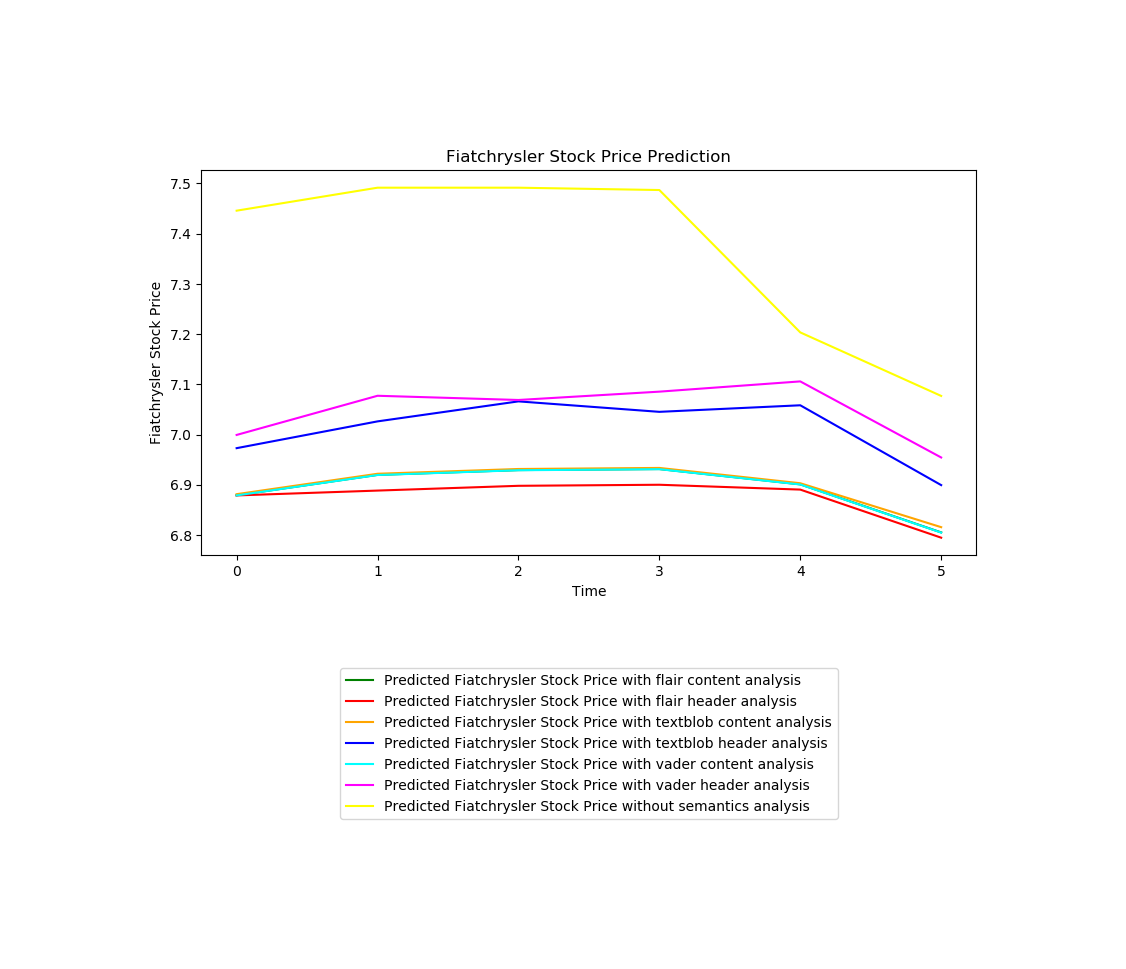 Fiatchrysler Stock Price Prediction
7.5
7.4
7.3
7.2
7.1
7.0
6.9
6.8
Fiatchrysler Stock Price
0 1 2 3 4 5
Time
Predicted Fiatchrysler Stock Price with flair content analysis
Predicted Fiatchrysler Stock Price with flair header analysis
Predicted Fiatchrysler Stock Price with textblob content analysis
Predicted Fiatchrysler Stock Price with textblob header analysis
Predicted Fiatchrysler Stock Price with vader content analysis
Predicted Fiatchrysler Stock Price with vader header analysis
Predicted Fiatchrysler Stock Price without semantics analysis